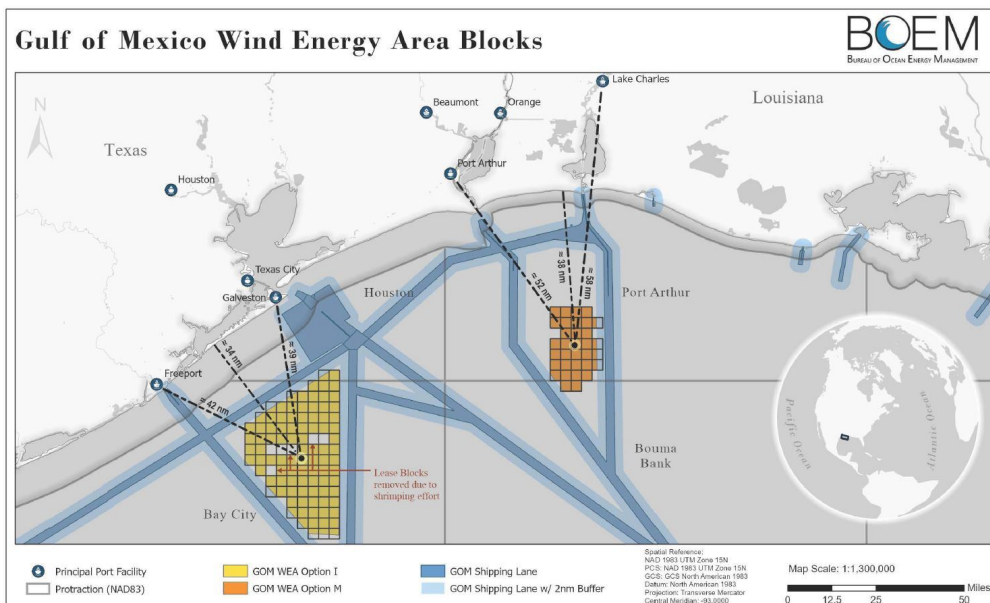 Gulf of Mexico Wind Energy Area Blocks
BOEM
BUREAU OF OCEAN ENERGY MANAGEMENT
N
Texas
Louisiana
Beaumont
Orange
Lake Charles
Port Arthur
Houston
Texas City
Galveston
Freeport
Houston
Port Arthur
≈ 52 nm
≈ 38 nm
≈ 58 nm
≈ 34 nm
≈ 39 nm
≈ 42 nm
Lease Blocks
removed due to
shrimping effort
Bay City
Bouma
Bank
Pacific Ocean
Atlantic Ocean
Principal Port Facility
Protraction (NAD83)
GOM WEA Option I
GOM WEA Option M
GOM Shipping Lane
GOM Shipping Lane w/ 2nm Buffer
Spatial Reference:
NAD 1983 UTM Zone 15N
PCS: NAD 1983 UTM Zone 15N
GCS: GCS North American 1983
Datum: North American 1983
Projection: Transverse Mercator
Central Meridian: -93.0000
Map Scale: 1:1,300,000
Miles
0 12.5 25 50